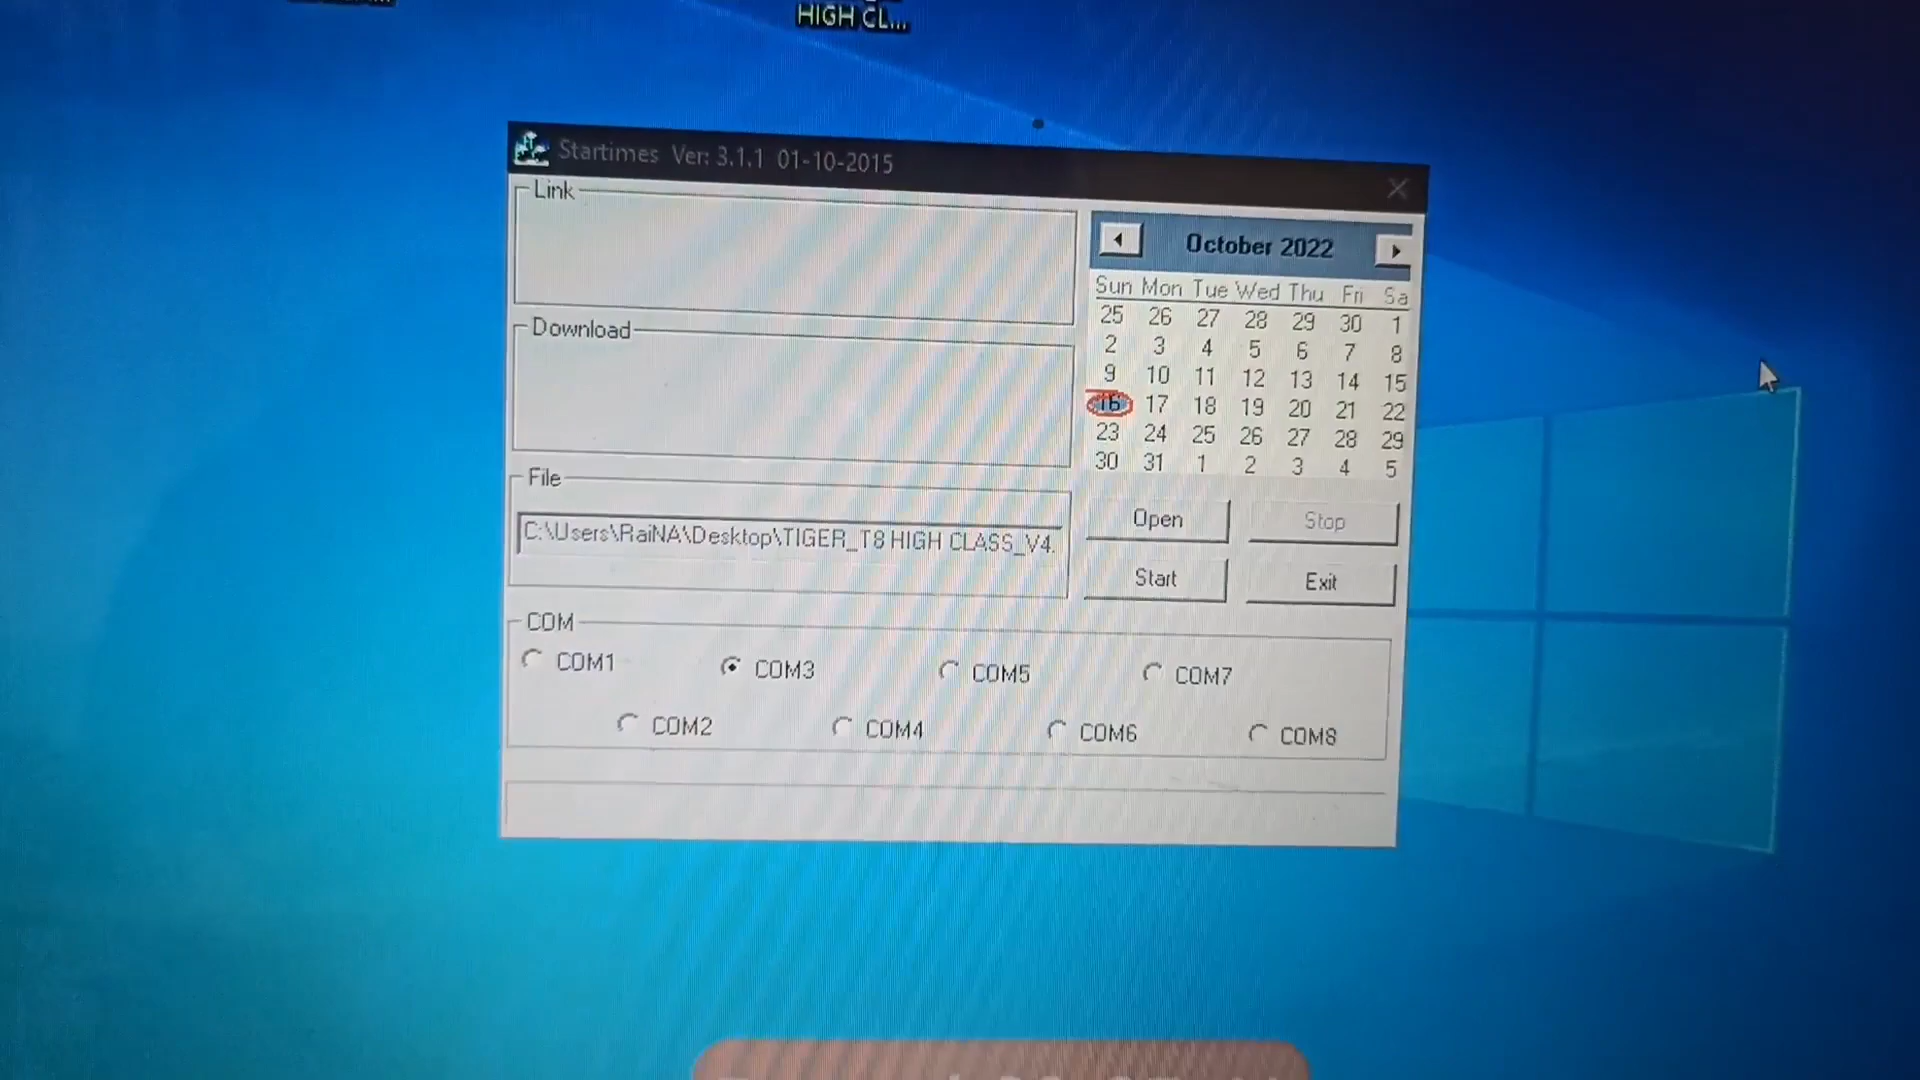 HIGH CL...
Startimes Ver: 3.1.1 01-10-2015
Link
October 2022
Sun Mon Tue Wed Thu Fri Sa
25 26 27 28 29 30 1
2 3 4 5 6 7 8
9 10 11 12 13 14 15
16 17 18 19 20 21 22
23 24 25 26 27 28 29
30 31 1 2 3 4 5
Download
File
C:\Users\RaiNA\Desktop\TIGER_T8 HIGH CLASS_V4.
Open Stop
Start Exit
COM
COM1 COM3 COM5 COM7
COM2 COM4 COM6 COM8